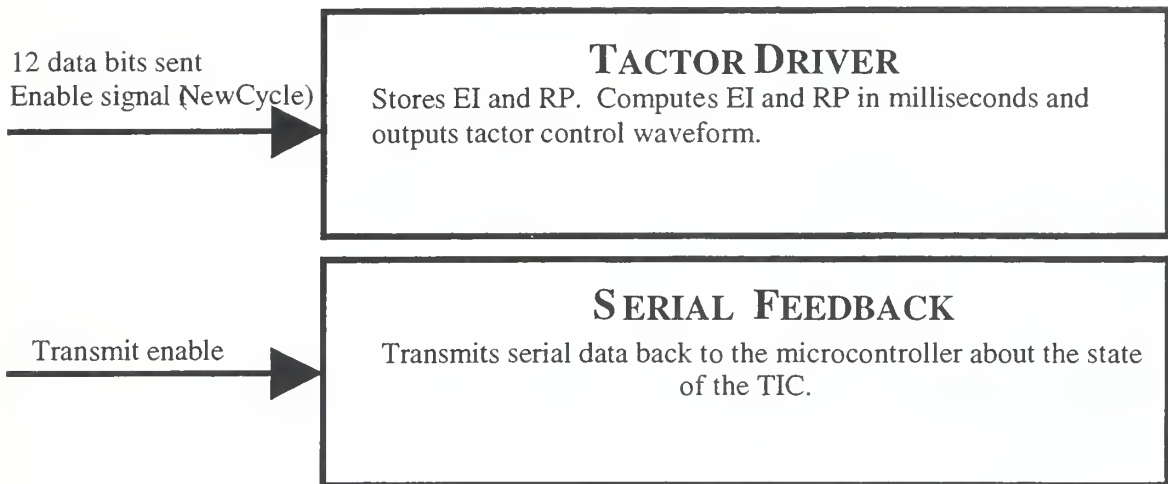 12 data bits sent
Enable signal (NewCycle)
TACTOR DRIVER
Stores EI and RP. Computes EI and RP in milliseconds and
outputs tactor control waveform.
Transmit enable
SERIAL FEEDBACK
Transmits serial data back to the microcontroller about the state
of the TIC.